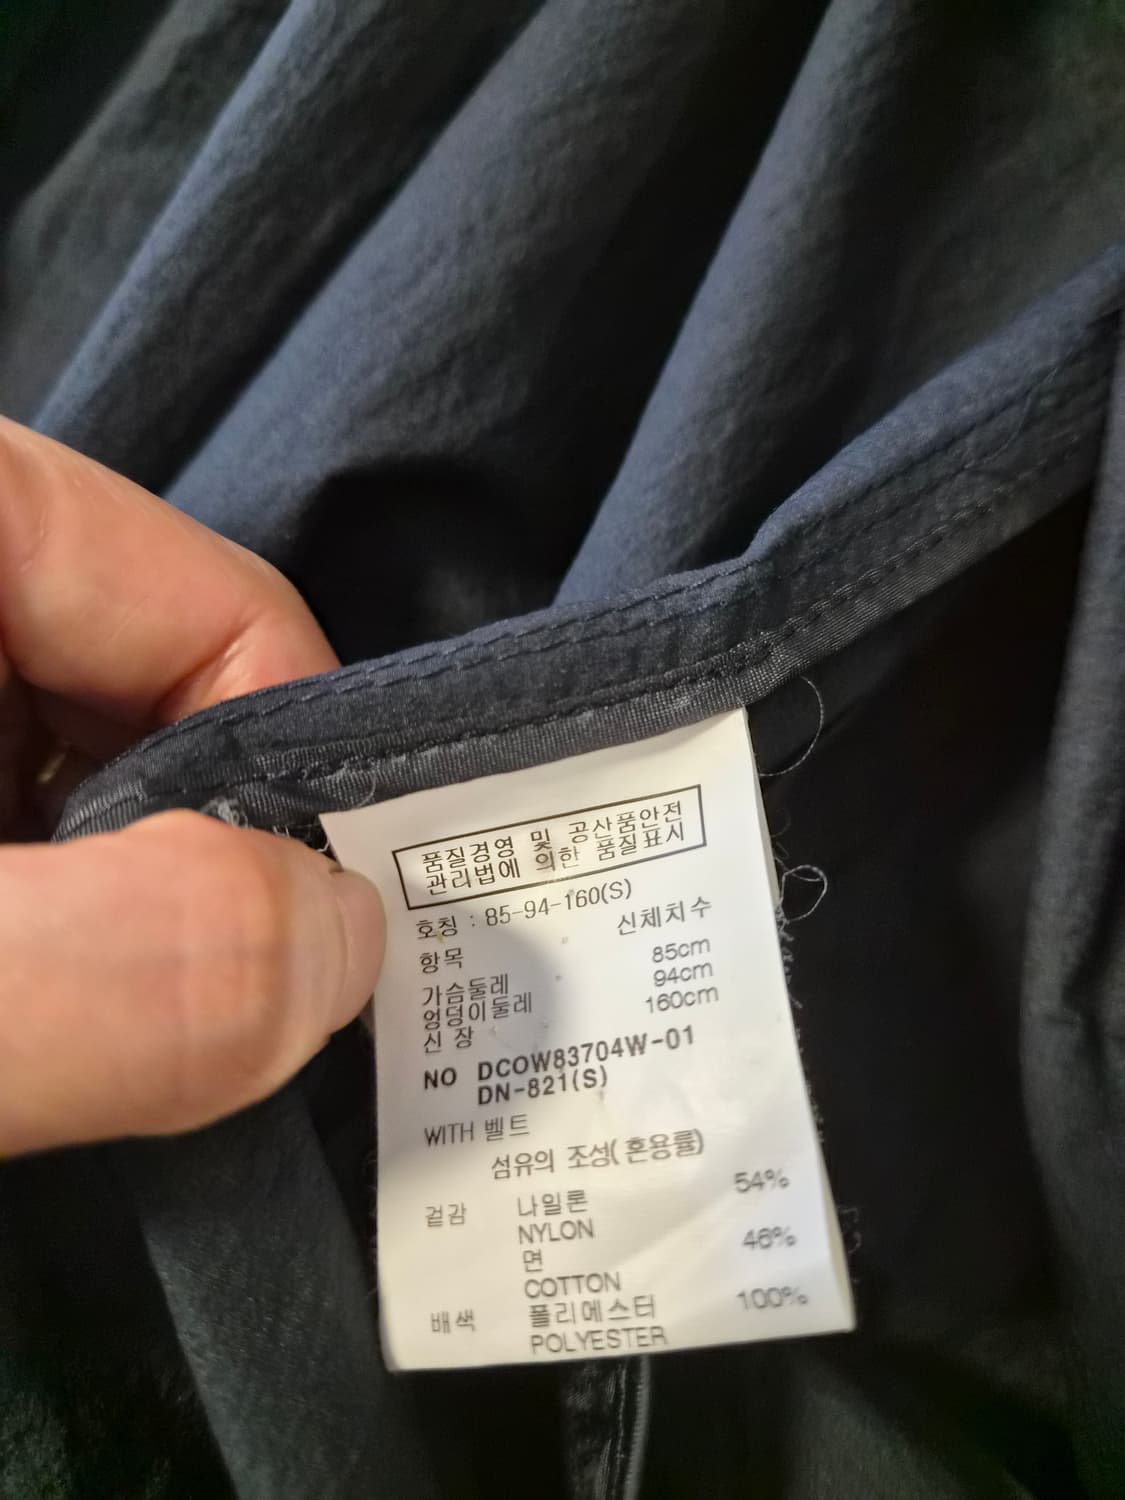 품질경영 및 공산품안전
관리법에 의한 품질표시
호칭 : 85-94-160(S)
항목 신체치수
가슴둘레 85cm
엉덩이둘레 94cm
신 장 160cm
NO DCOW83704W-01
DN-821(S)
WITH 벨트
섬유의 조성( 혼용률)
겉감 나일론 54%
NYLON
면 46%
COTTON
배색 폴리에스터 100%
POLYESTER